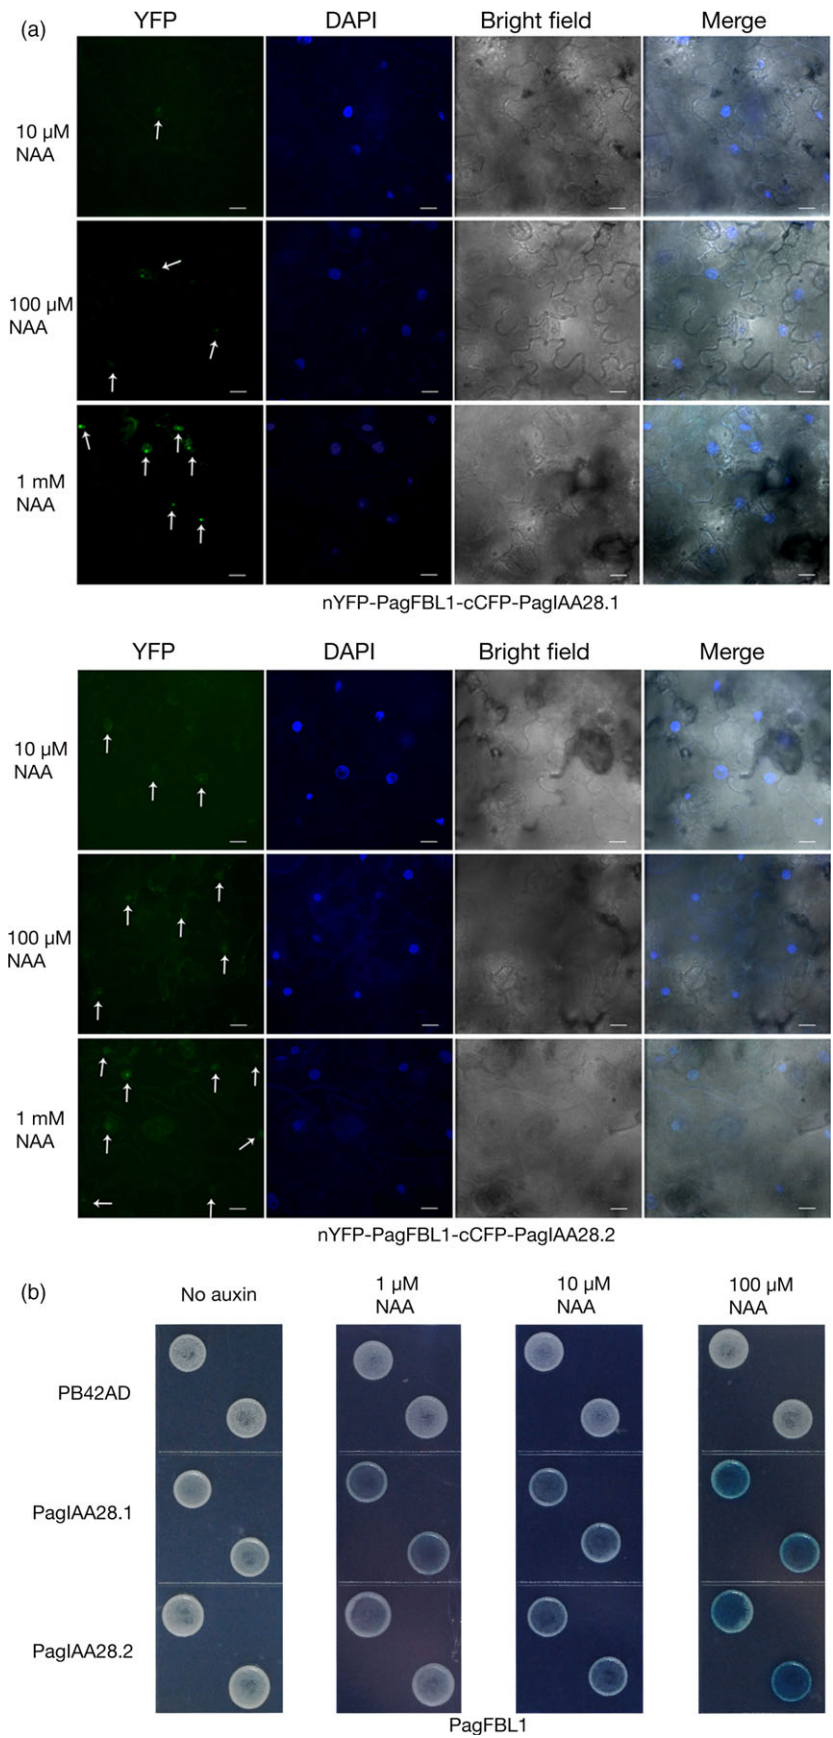 (a)
YFP DAPI Bright field Merge
10 µM
NAA
100 µM
NAA
1 mM
NAA
nYFP-PagFBL1-cCFP-PagIAA28.1
YFP DAPI Bright field Merge
10 µM
NAA
100 µM
NAA
1 mM
NAA
nYFP-PagFBL1-cCFP-PagIAA28.2
(b)
No auxin 1 µM NAA 10 µM NAA 100 µM NAA
PB42AD
PagIAA28.1
PagIAA28.2
PagFBL1